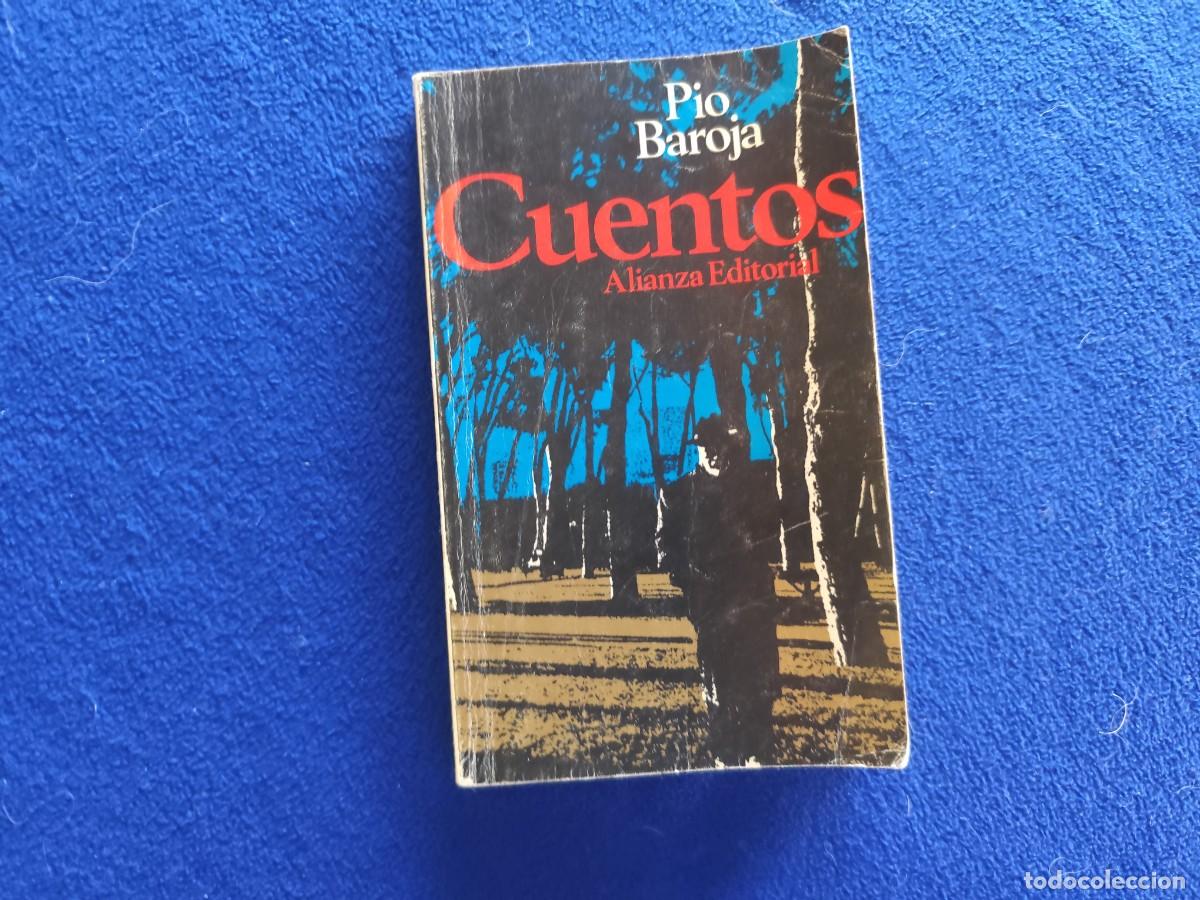 Pio
Baroja
Cuentos
Alianza Editorial
todocoleccion